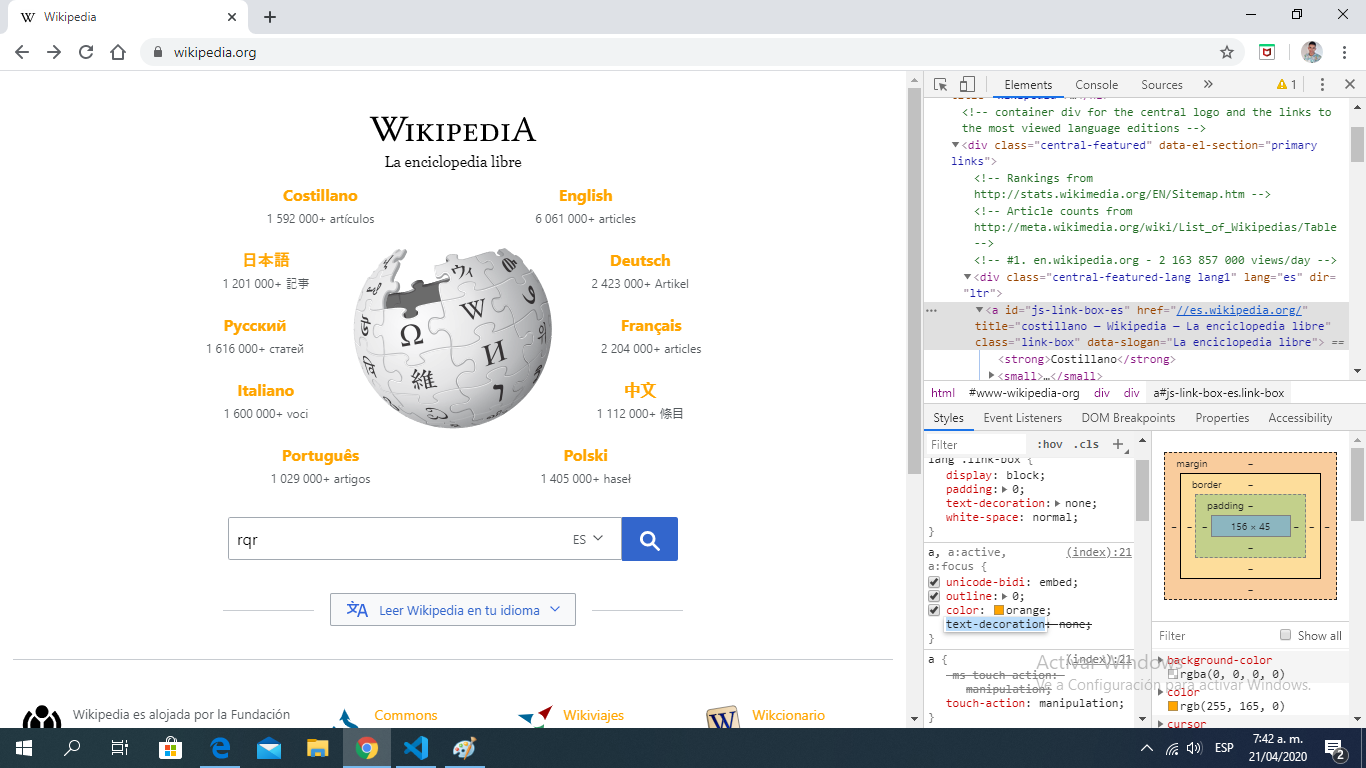 Wikipedia
wikipedia.org
WIKIPEDIA
La enciclopedia libre
Costillano
1 592 000+ artículos
English
6 061 000+ articles
日本語
1 201 000+ 記事
Deutsch
2 423 000+ Artikel
Русский
1 616 000+ статей
Français
2 204 000+ articles
Italiano
1 600 000+ voci
中文
1 112 000+ 條目
Português
1 029 000+ artigos
Polski
1 405 000+ haseł
Ω
W
И
維
ウィ
7
rqr
ES
Leer Wikipedia en tu idioma
Wikipedia es alojada por la Fundación
Commons
Wikiviajes
W
Wikcionario
Elements
Console
Sources
»
1
<!-- container div for the central logo and the links to
the most viewed language editions -->
<div class="central-featured" data-el-section="primary
links">
<!-- Rankings from
http://stats.wikimedia.org/EN/Sitemap.htm -->
<!-- Article counts from
http://meta.wikimedia.org/wiki/List_of_Wikipedias/Table
-->
<!-- #1. en.wikipedia.org - 2 163 857 000 views/day -->
<div class="central-featured-lang lang1" lang="es" dir=
"ltr">
<a id="js-link-box-es" href="//es.wikipedia.org/"
title="costillano — Wikipedia — La enciclopedia libre"
class="link-box" data-slogan="La enciclopedia libre"> ==
<strong>Costillano</strong>
<small>…</small>
html #www-wikipedia-org div div a#js-link-box-es.link-box
Styles Event Listeners DOM Breakpoints Properties Accessibility
Filter :hov .cls +
lang .link-box {
display: block;
padding: 0;
text-decoration: none;
white-space: normal;
}
a, a:active, (index):21
a:focus {
unicode-bidi: embed;
outline: 0;
color: orange;
text-decoration: none;
}
a { (index):21
-ms-touch-action:
manipulation;
touch-action: manipulation;
}
margin –
border –
padding –
156 × 45
Filter Show all
background-color
rgba(0, 0, 0, 0)
color
rgb(255, 165, 0)
cursor
Activar Windows
Ve a Configuración para activar Windows.
ESP
7:42 a. m.
21/04/2020
2